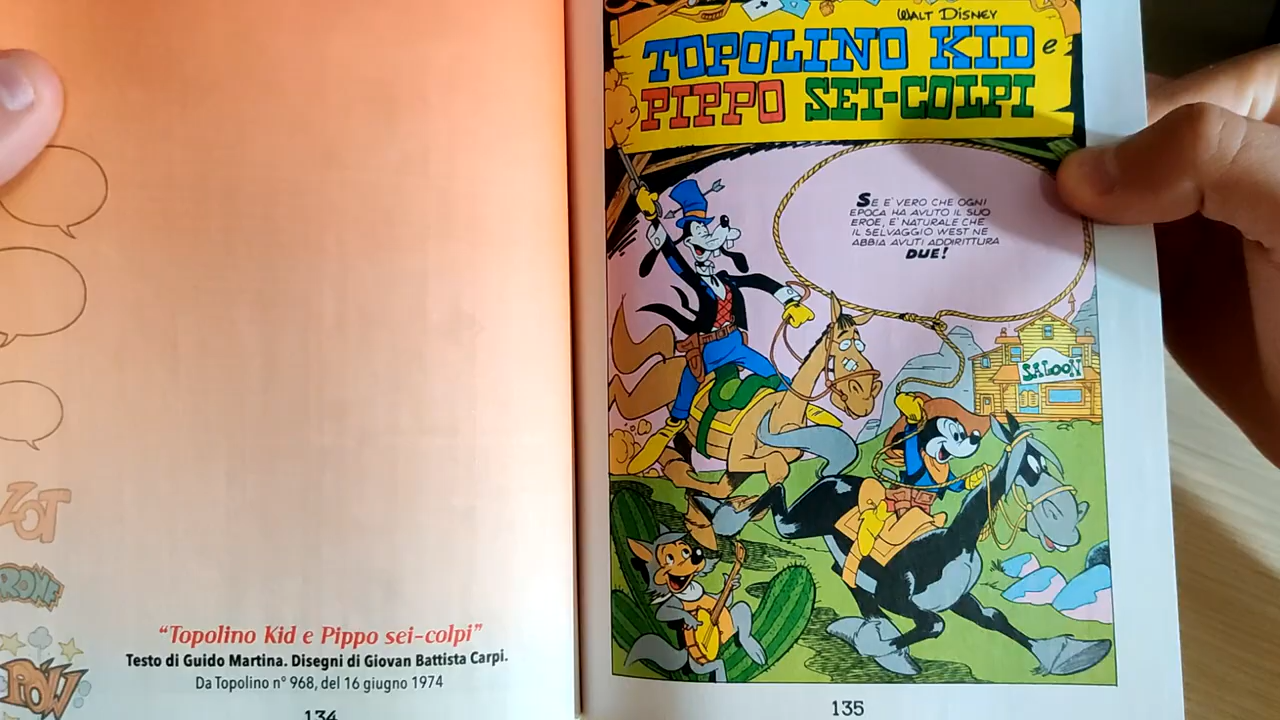 ZOT
POW
"Topolino Kid e Pippo sei-colpi"
Testo di Guido Martina. Disegni di Giovan Battista Carpi.
Da Topolino n° 968, del 16 giugno 1974
134
WALT DISNEY
TOPOLINO KID e
PIPPO SEI-COLPI
SE E' VERO CHE OGNI
EPOCA HA AVUTO IL SUO
EROE, E' NATURALE CHE
IL SELVAGGIO WEST NE
ABBIA AVUTI ADDIRITTURA
DUE!
SALOON
135